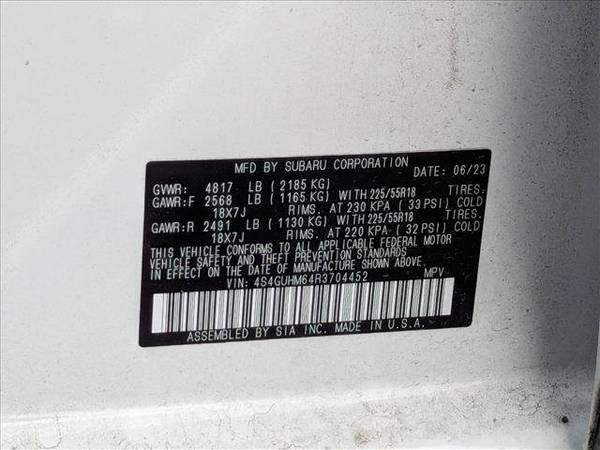 MFD BY SUBARU CORPORATION DATE: 06/23
GVWR: 4817 LB ( 2185 KG)
GAWR:F 2568 LB ( 1165 KG) WITH 225/55R18 TIRES.
18X7J RIMS. AT 230 KPA ( 33 PSI) COLD
GAWR:R 2491 LB ( 1130 KG) WITH 225/55R18 TIRES.
18X7J RIMS. AT 220 KPA ( 32 PSI) COLD
THIS VEHICLE CONFORMS TO ALL APPLICABLE FEDERAL MOTOR
VEHICLE SAFETY AND THEFT PREVENTION STANDARDS
IN EFFECT ON THE DATE OF MANUFACTURE SHOWN ABOVE.
VIN: 4S4GUHM64R3704452 MPV
ASSEMBLED BY SIA INC. MADE IN U.S.A.